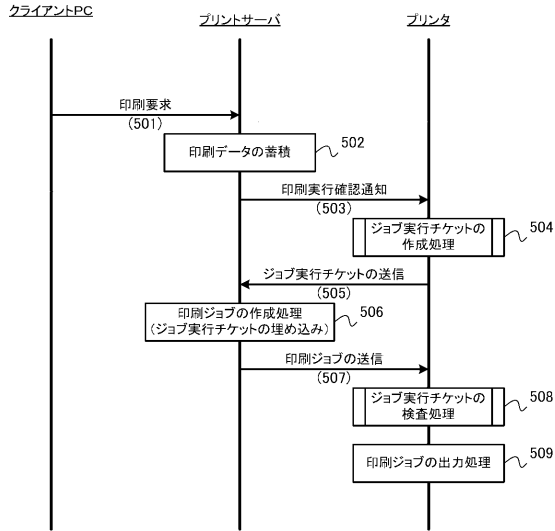 クライアントPC
プリントサーバ
プリンタ
印刷要求
(501)
印刷データの蓄積
502
印刷実行確認通知
(503)
ジョブ実行チケットの
作成処理
504
ジョブ実行チケットの送信
(505)
印刷ジョブの作成処理
(ジョブ実行チケットの埋め込み)
506
印刷ジョブの送信
(507)
ジョブ実行チケットの
検査処理
508
印刷ジョブの出力処理
509